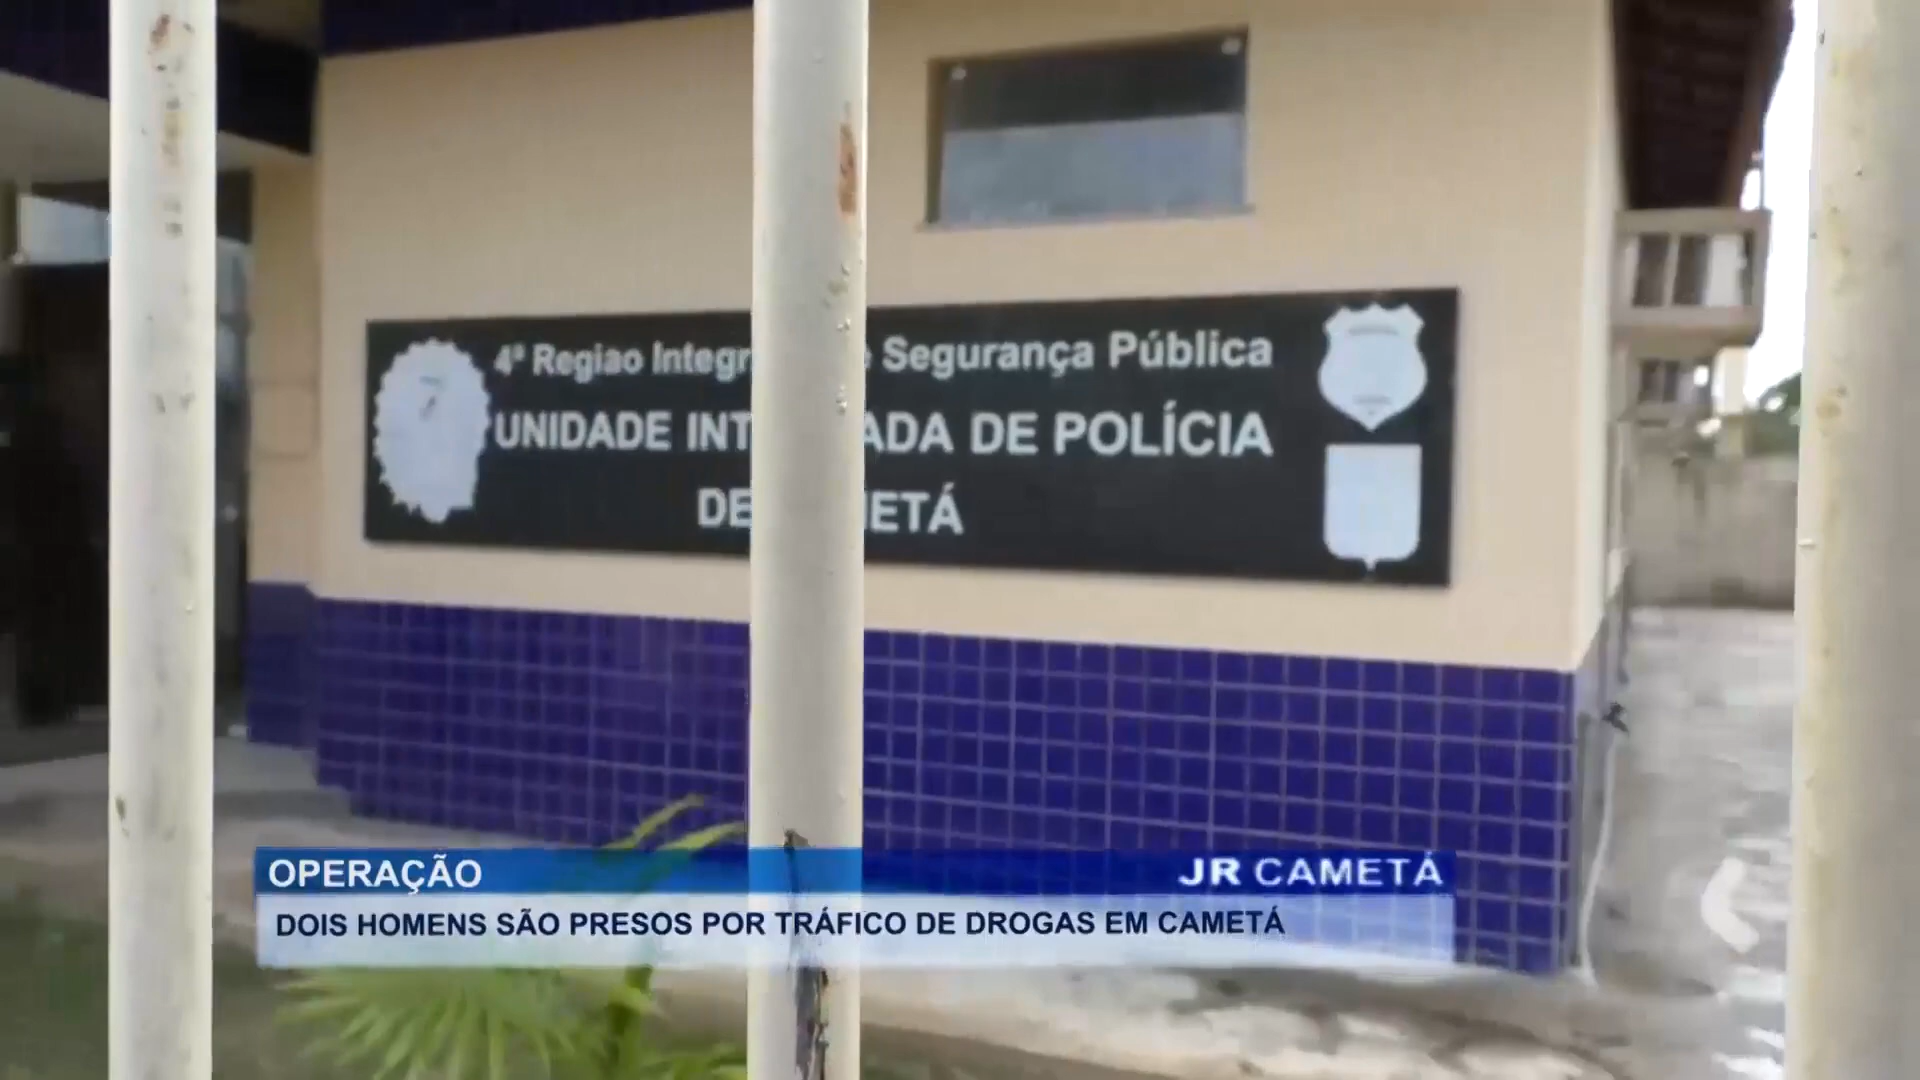 4ª Regiao Integr e Segurança Pública
UNIDADE INT ADA DE POLÍCIA
DE ETÁ
OPERAÇÃO
JR CAMETÁ
DOIS HOMENS SÃO PRESOS POR TRÁFICO DE DROGAS EM CAMETÁ